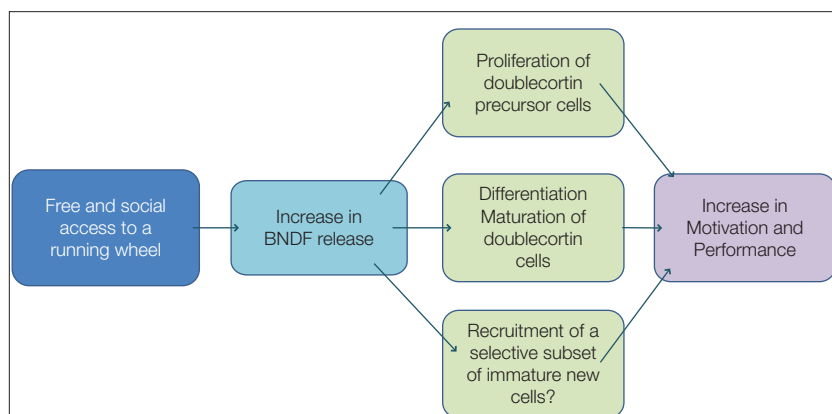 Free and social
access to a
running wheel
Increase in
BNDF release
Proliferation of
doublecortin
precursor cells
Differentiation
Maturation of
doublecortin
cells
Recruitment of a
selective subset
of immature new
cells?
Increase in
Motivation and
Performance